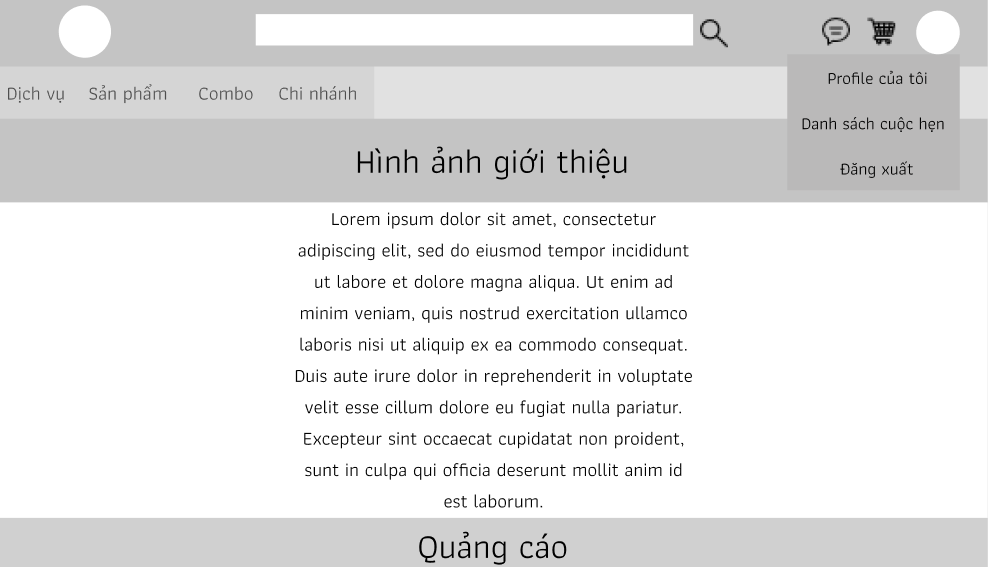 Dịch vụ
Sản phẩm
Combo
Chi nhánh
Profile của tôi
Danh sách cuộc hẹn
Đăng xuất
Hình ảnh giới thiệu
Lorem ipsum dolor sit amet, consectetur
adipiscing elit, sed do eiusmod tempor incididunt
ut labore et dolore magna aliqua. Ut enim ad
minim veniam, quis nostrud exercitation ullamco
laboris nisi ut aliquip ex ea commodo consequat.
Duis aute irure dolor in reprehenderit in voluptate
velit esse cillum dolore eu fugiat nulla pariatur.
Excepteur sint occaecat cupidatat non proident,
sunt in culpa qui officia deserunt mollit anim id
est laborum.
Quảng cáo